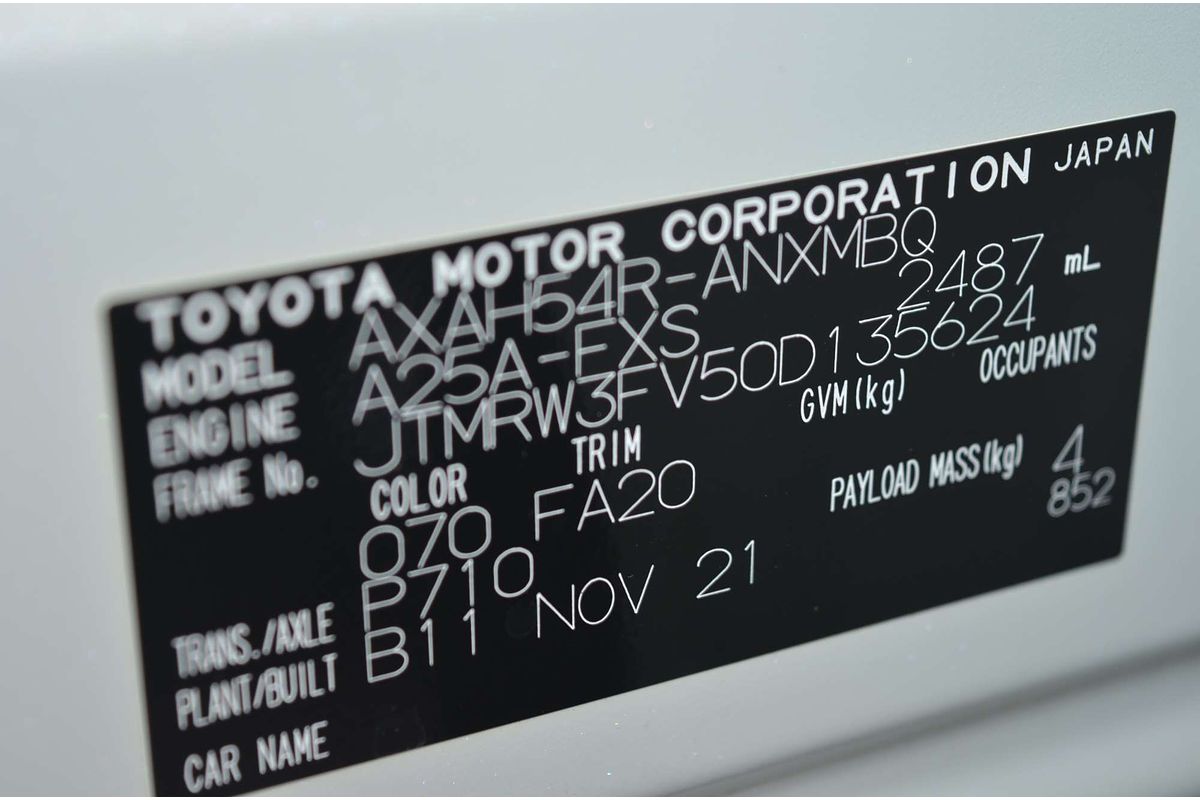 TOYOTA MOTOR CORPORATION JAPAN
MODEL AXAH54R-ANXMBQ
ENGINE A25A-FXS 2487 mL
FRAME No. JTMRW3FV50D135624
COLOR TRIM GVM(kg) OCCUPANTS
070 FA20 4
TRANS./AXLE P710 PAYLOAD MASS(kg) 852
PLANT/BUILT B11 NOV 21
CAR NAME